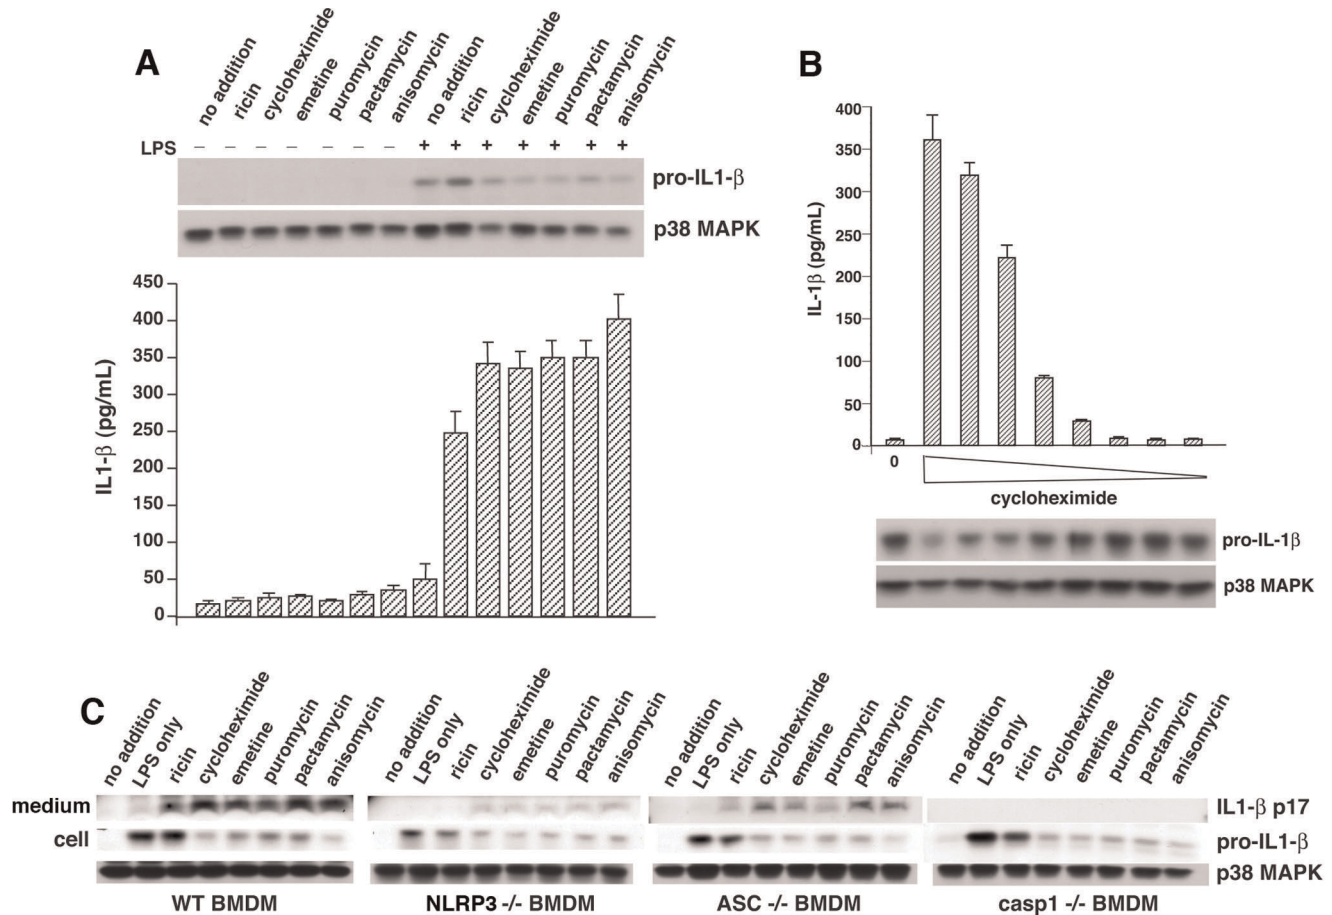 A
no addition
ricin
cycloheximide
emetine
puromycin
pactamycin
anisomycin
no addition
ricin
cycloheximide
emetine
puromycin
pactamycin
anisomycin
LPS – – – – – – – + + + + + + +
pro-IL1-β
p38 MAPK
IL1-β (pg/mL)
450
400
350
300
250
200
150
100
50
0
B
IL-1β (pg/mL)
400
350
300
250
200
150
100
50
0
0
cycloheximide
pro-IL-1β
p38 MAPK
C
no addition
LPS only
ricin
cycloheximide
emetine
puromycin
pactamycin
anisomycin
no addition
LPS only
ricin
cycloheximide
emetine
puromycin
pactamycin
anisomycin
no addition
LPS only
ricin
cycloheximide
emetine
puromycin
pactamycin
anisomycin
no addition
LPS only
ricin
cycloheximide
emetine
puromycin
pactamycin
anisomycin
medium
IL1-β p17
cell
pro-IL1-β
p38 MAPK
WT BMDM
NLRP3 -/- BMDM
ASC -/- BMDM
casp1 -/- BMDM